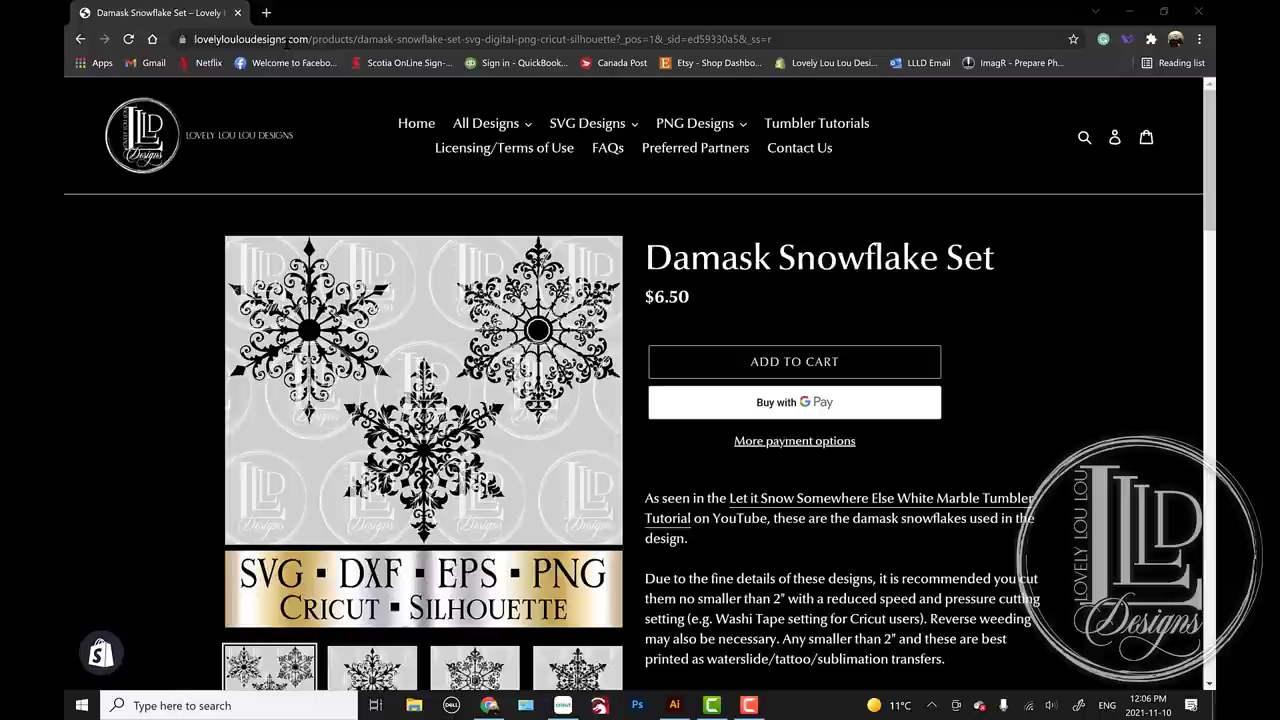 Damask Snowflake Set – Lovely
lovelylouloudesigns.com/products/damask-snowflake-set-svg-digital-png-cricut-silhouette?_pos=1&_sid=ed59330a5&_ss=r
Apps Gmail Netflix Welcome to Facebo... Scotia OnLine Sign-... Sign in - QuickBook... Canada Post Etsy - Shop Dashbo... Lovely Lou Lou Desi... LLLD Email ImagR - Prepare Ph... Reading list
LLLD
Designs
LOVELY LOU LOU DESIGNS
Home All Designs SVG Designs PNG Designs Tumbler Tutorials
Licensing/Terms of Use FAQs Preferred Partners Contact Us
Damask Snowflake Set
$6.50
ADD TO CART
Buy with G Pay
More payment options
SVG ▪ DXF ▪ EPS ▪ PNG
CRICUT ▪ SILHOUETTE
As seen in the Let it Snow Somewhere Else White Marble Tumbler
Tutorial on YouTube, these are the damask snowflakes used in the
design.
Due to the fine details of these designs, it is recommended you cut
them no smaller than 2" with a reduced speed and pressure cutting
setting (e.g. Washi Tape setting for Cricut users). Reverse weeding
may also be necessary. Any smaller than 2" and these are best
printed as waterslide/tattoo/sublimation transfers.
LOVELY LOU LOU
LLLD
Designs
Type here to search
DELL
cricut
Ps
Ai
11°C
ENG
12:06 PM
2021-11-10